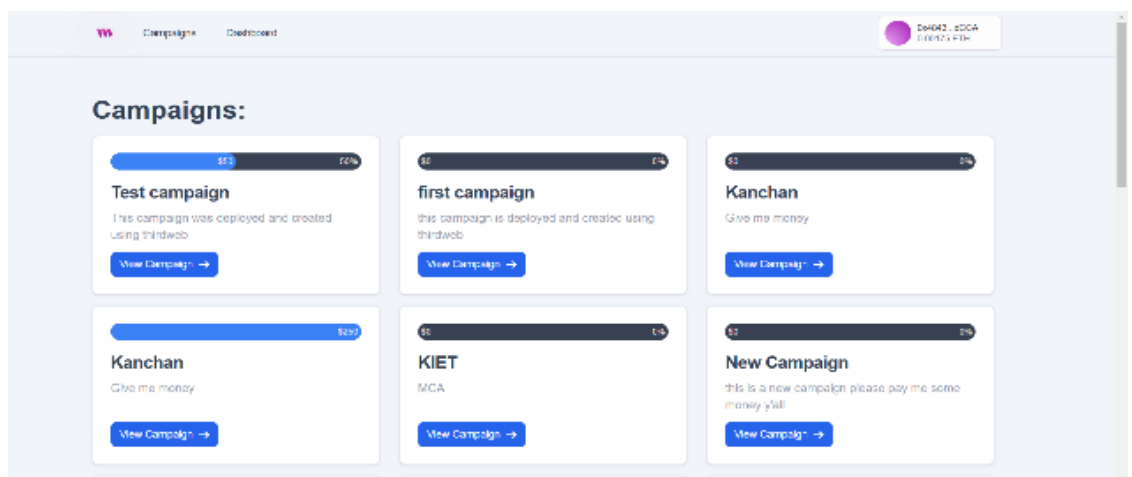 Campaigns Dashboard
Campaigns:
$50 50%
Test campaign
This campaign was deployed and created
using thirdweb
View Campaign →
$0 0%
first campaign
this campaign is deployed and created using
thirdweb
View Campaign →
$0 0%
Kanchan
Give me money
View Campaign →
$250
Kanchan
Give me money
View Campaign →
$0 0%
KIET
MCA
View Campaign →
$0 0%
New Campaign
this is a new campaign please pay me some
money y'all
View Campaign →